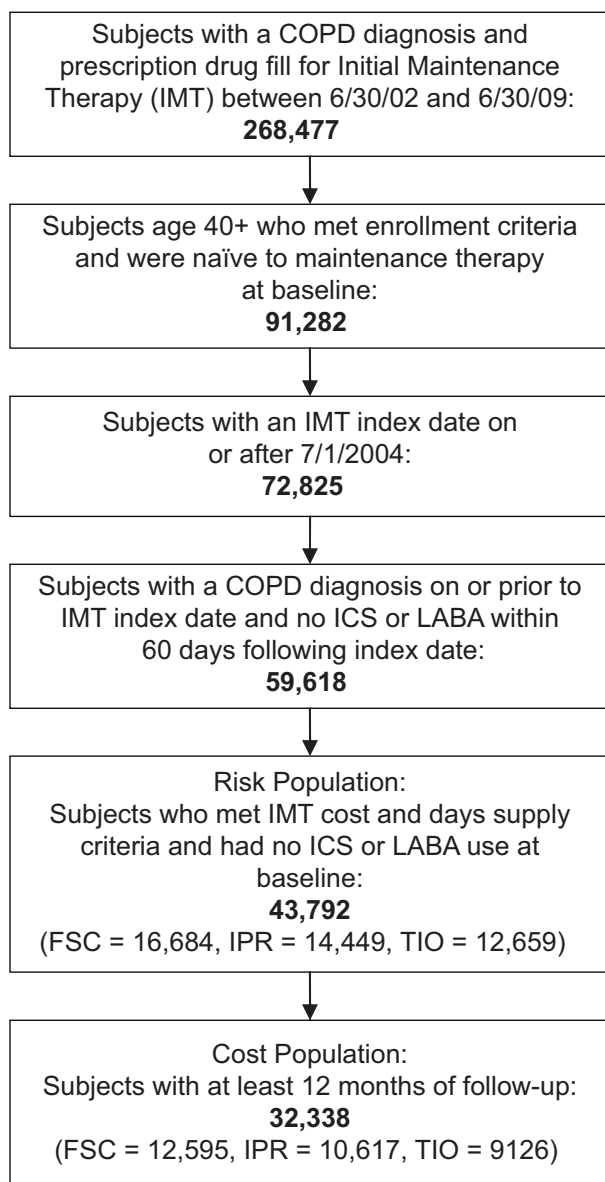 Subjects with a COPD diagnosis and
prescription drug fill for Initial Maintenance
Therapy (IMT) between 6/30/02 and 6/30/09:
268,477
Subjects age 40+ who met enrollment criteria
and were naïve to maintenance therapy
at baseline:
91,282
Subjects with an IMT index date on
or after 7/1/2004:
72,825
Subjects with a COPD diagnosis on or prior to
IMT index date and no ICS or LABA within
60 days following index date:
59,618
Risk Population:
Subjects who met IMT cost and days supply
criteria and had no ICS or LABA use at
baseline:
43,792
(FSC = 16,684, IPR = 14,449, TIO = 12,659)
Cost Population:
Subjects with at least 12 months of follow-up:
32,338
(FSC = 12,595, IPR = 10,617, TIO = 9126)